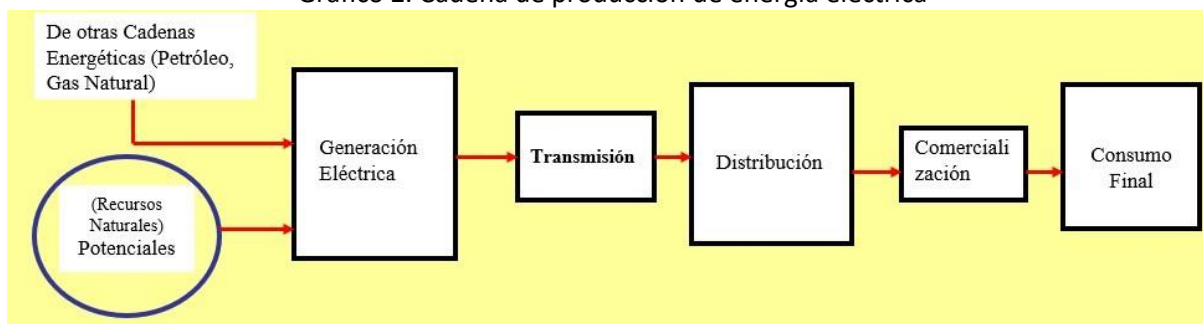 Gráfico Cadena de producción de energía eléctrica
De otras Cadenas
Energéticas (Petróleo,
Gas Natural)
(Recursos
Naturales)
Potenciales
Generación
Eléctrica
Transmisión
Distribución
Comerciali
zación
Consumo
Final